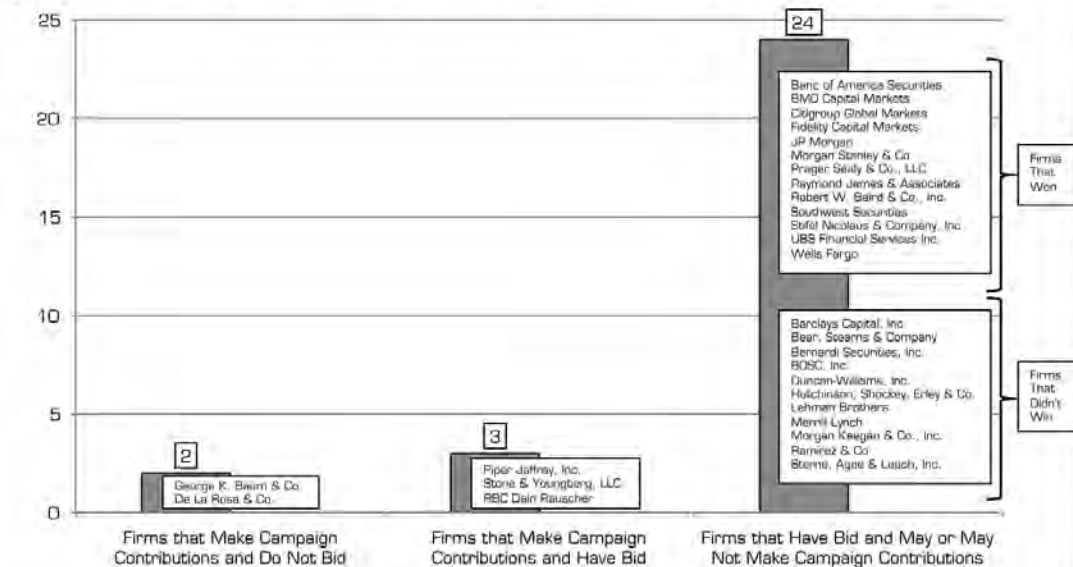 25
20
15
10
5
0
2
George K. Baum & Co.
De La Rosa & Co.
3
Piper Jaffray, Inc.
Stone & Youngberg, LLC
RBC Dain Rauscher
24
Banc of America Securities
BMO Capital Markets
Citigroup Global Markets
Fidelity Capital Markets
JP Morgan
Morgan Stanley & Co
Prager Sealy & Co., LLC
Raymond James & Associates
Robert W. Baird & Co., Inc.
Southwest Securities
Stifel Nicolaus & Company, Inc
UBS Financial Services Inc.
Wells Fargo
Firms
That
Won
Barclays Capital, Inc
Bear, Stearns & Company
Bernardi Securities, Inc.
BOSC, Inc.
Duncan-Williams, Inc.
Hutchinson, Shockey, Erley & Co.
Lehman Brothers
Merrill Lynch
Morgan Keegan & Co., Inc.
Ramirez & Co
Sterne, Agee & Leach, Inc.
Firms
That
Didn't
Win
Firms that Make Campaign
Contributions and Do Not Bid
Firms that Make Campaign
Contributions and Have Bid
Firms that Have Bid and May or May
Not Make Campaign Contributions